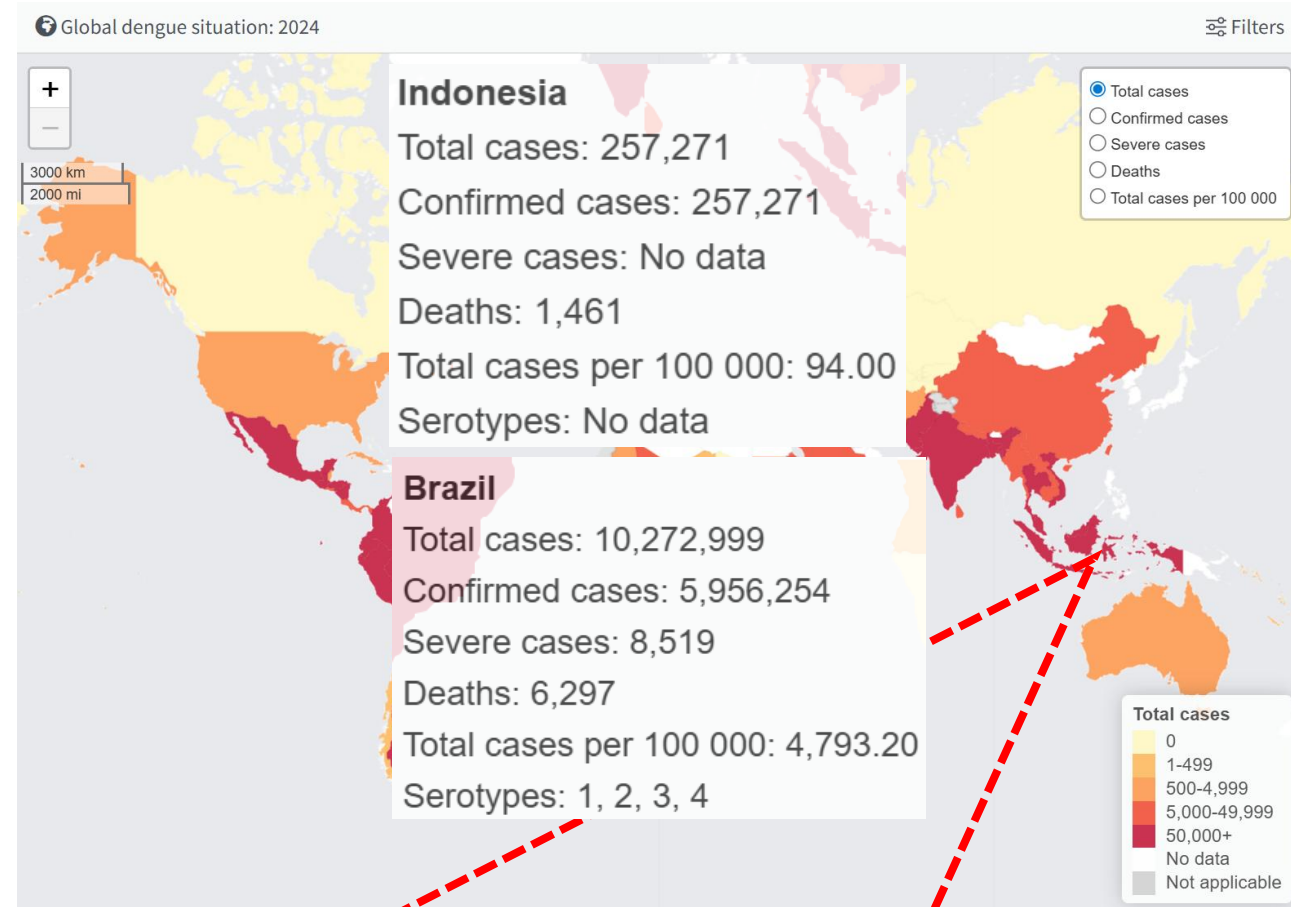 Global dengue situation: 2024
Filters
+
−
3000 km
2000 mi
Indonesia
Total cases: 257,271
Confirmed cases: 257,271
Severe cases: No data
Deaths: 1,461
Total cases per 100 000: 94.00
Serotypes: No data
Brazil
Total cases: 10,272,999
Confirmed cases: 5,956,254
Severe cases: 8,519
Deaths: 6,297
Total cases per 100 000: 4,793.20
Serotypes: 1, 2, 3, 4
Total cases
Confirmed cases
Severe cases
Deaths
Total cases per 100 000
Total cases
0
1-499
500-4,999
5,000-49,999
50,000+
No data
Not applicable